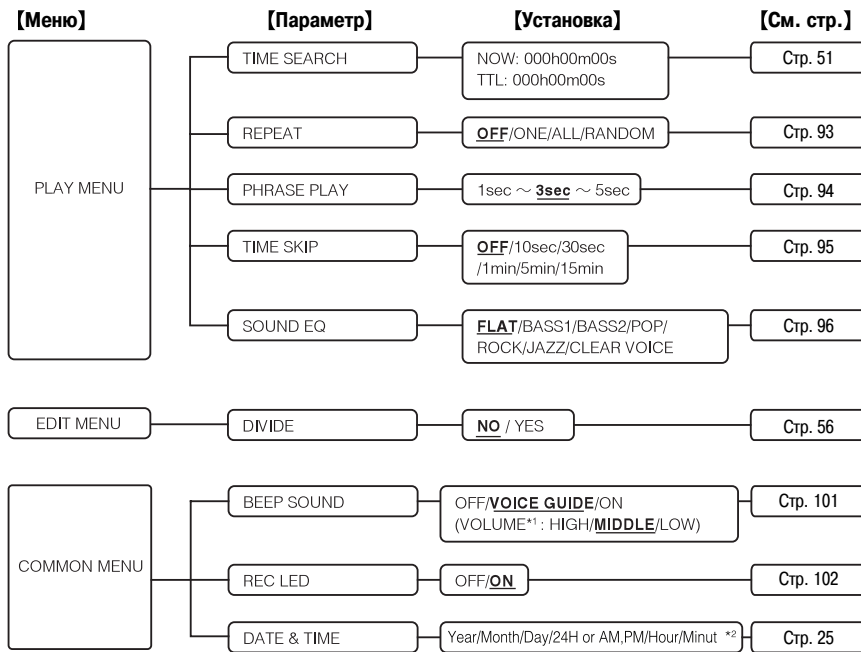 【Меню】 【Параметр】 【Установка】 【См. стр.】
PLAY MENU
TIME SEARCH
NOW: 000h00m00s
TTL: 000h00m00s
Стр. 51
REPEAT
OFF/ONE/ALL/RANDOM
Стр. 93
PHRASE PLAY
1sec ～ 3sec ～ 5sec
Стр. 94
TIME SKIP
OFF/10sec/30sec
/1min/5min/15min
Стр. 95
SOUND EQ
FLAT/BASS1/BASS2/POP/
ROCK/JAZZ/CLEAR VOICE
Стр. 96
EDIT MENU
DIVIDE
NO / YES
Стр. 56
COMMON MENU
BEEP SOUND
OFF/VOICE GUIDE/ON
(VOLUME*1 : HIGH/MIDDLE/LOW)
Стр. 101
REC LED
OFF/ON
Стр. 102
DATE & TIME
Year/Month/Day/24H or AM,PM/Hour/Minut *2
Стр. 25